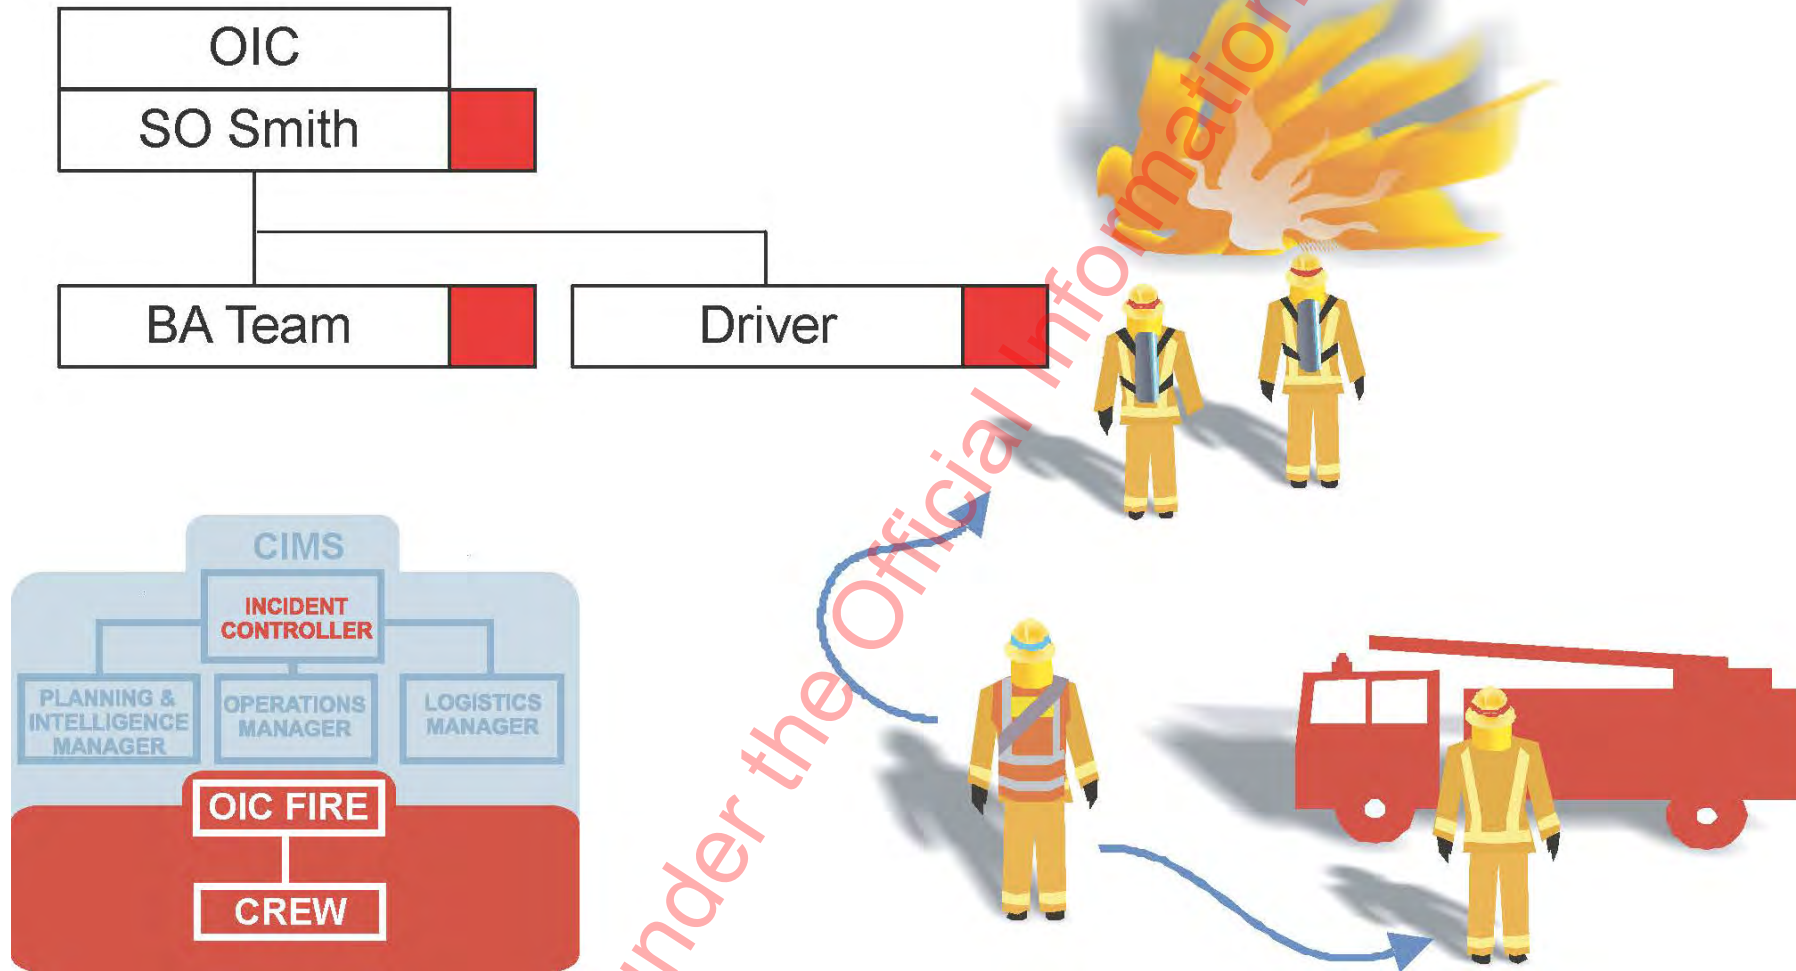 OIC
SO Smith
BA Team
Driver
CIMS
INCIDENT
CONTROLLER
PLANNING &
INTELLIGENCE
MANAGER
OPERATIONS
MANAGER
LOGISTICS
MANAGER
OIC FIRE
CREW
under the Official Information